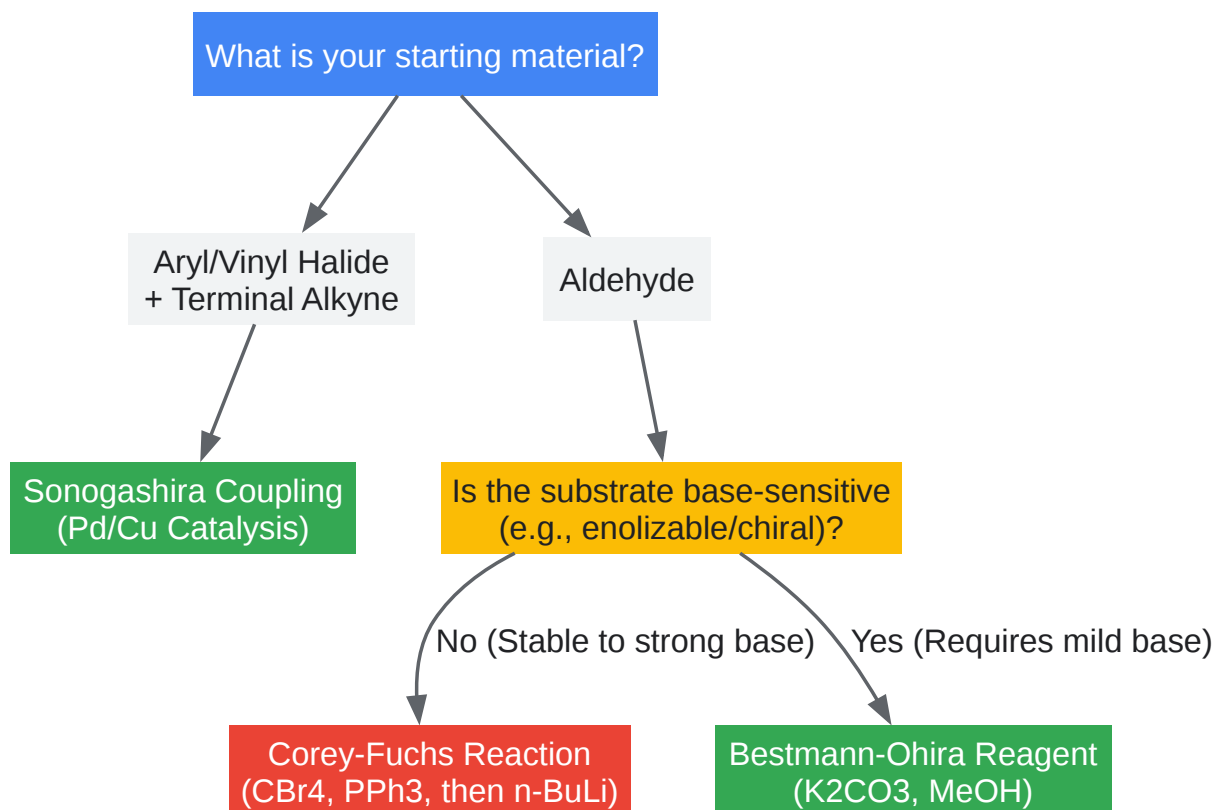 What is your starting material?
Aryl/Vinyl Halide
+ Terminal Alkyne
Aldehyde
Sonogashira Coupling
(Pd/Cu Catalysis)
Is the substrate base-sensitive
(e.g., enolizable/chiral)?
No (Stable to strong base)
Yes (Requires mild base)
Corey-Fuchs Reaction
(CBr4, PPh3, then n-BuLi)
Bestmann-Ohira Reagent
(K2CO3, MeOH)